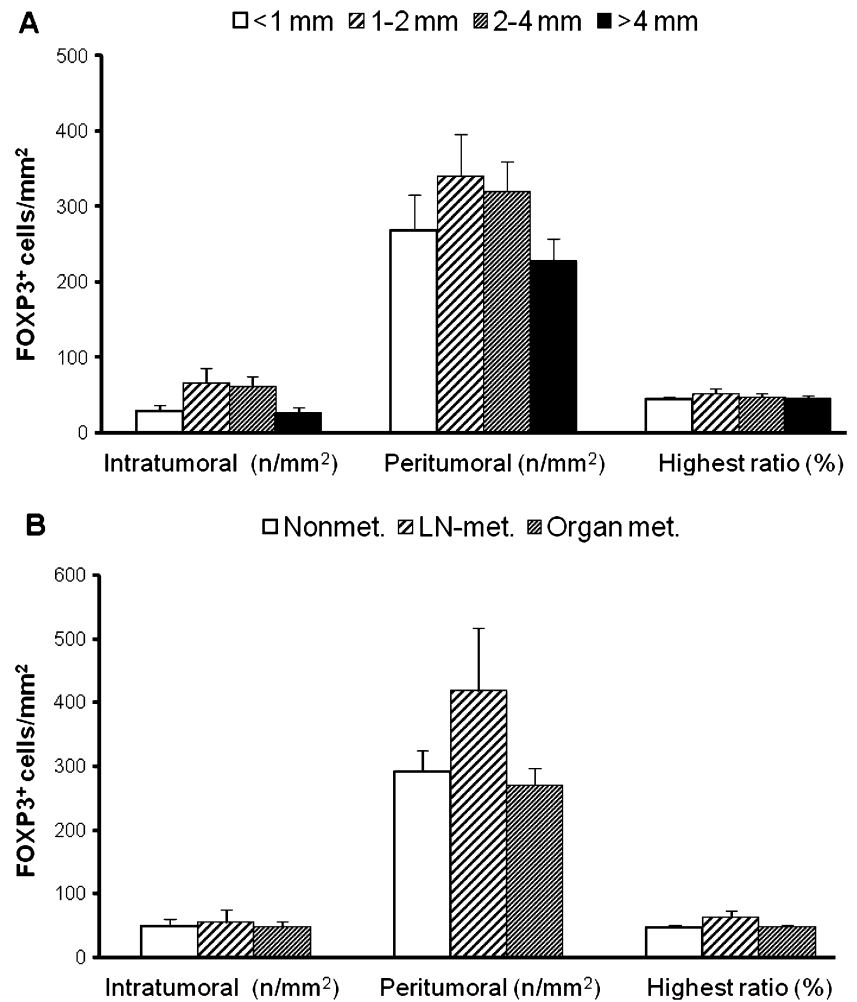 A
<1 mm 1-2 mm 2-4 mm >4 mm
500
400
300
200
100
0
FOXP3⁺ cells/mm²
Intratumoral (n/mm²) Peritumoral (n/mm²) Highest ratio (%)
B
Nonmet. LN-met. Organ met.
600
500
400
300
200
100
0
FOXP3⁺ cells/mm²
Intratumoral (n/mm²) Peritumoral (n/mm²) Highest ratio (%)